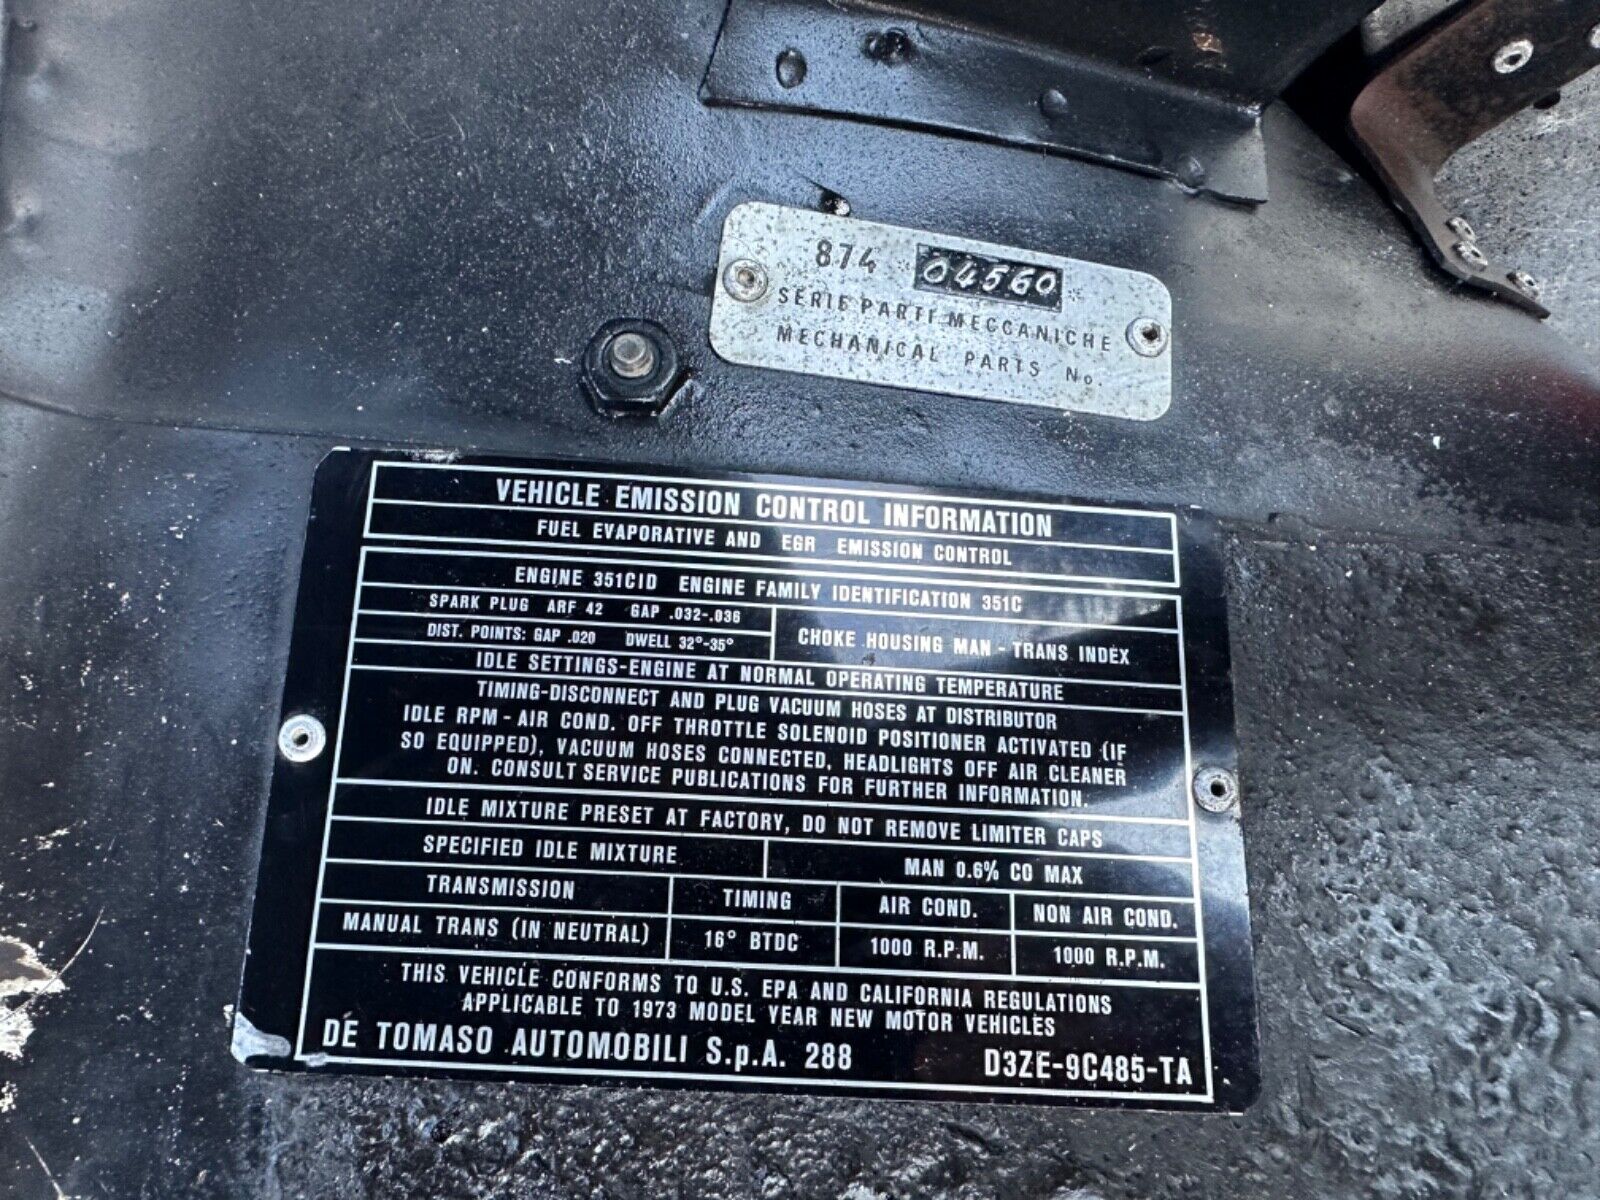 874 04560
SERIE PARTI MECCANICHE
MECHANICAL PARTS No.
VEHICLE EMISSION CONTROL INFORMATION
FUEL EVAPORATIVE AND EGR EMISSION CONTROL
ENGINE 351CID ENGINE FAMILY IDENTIFICATION 351C
SPARK PLUG ARF 42 GAP .032-.036
DIST. POINTS: GAP .020 DWELL 32°-35°
CHOKE HOUSING MAN - TRANS INDEX
IDLE SETTINGS-ENGINE AT NORMAL OPERATING TEMPERATURE
TIMING-DISCONNECT AND PLUG VACUUM HOSES AT DISTRIBUTOR
IDLE RPM - AIR COND. OFF THROTTLE SOLENOID POSITIONER ACTIVATED (IF
SO EQUIPPED), VACUUM HOSES CONNECTED, HEADLIGHTS OFF AIR CLEANER
ON. CONSULT SERVICE PUBLICATIONS FOR FURTHER INFORMATION.
IDLE MIXTURE PRESET AT FACTORY, DO NOT REMOVE LIMITER CAPS
SPECIFIED IDLE MIXTURE MAN 0.6% CO MAX
TRANSMISSION TIMING AIR COND. NON AIR COND.
MANUAL TRANS (IN NEUTRAL) 16° BTDC 1000 R.P.M. 1000 R.P.M.
THIS VEHICLE CONFORMS TO U.S. EPA AND CALIFORNIA REGULATIONS
APPLICABLE TO 1973 MODEL YEAR NEW MOTOR VEHICLES
DE TOMASO AUTOMOBILI S.p.A. 288 D3ZE-9C485-TA